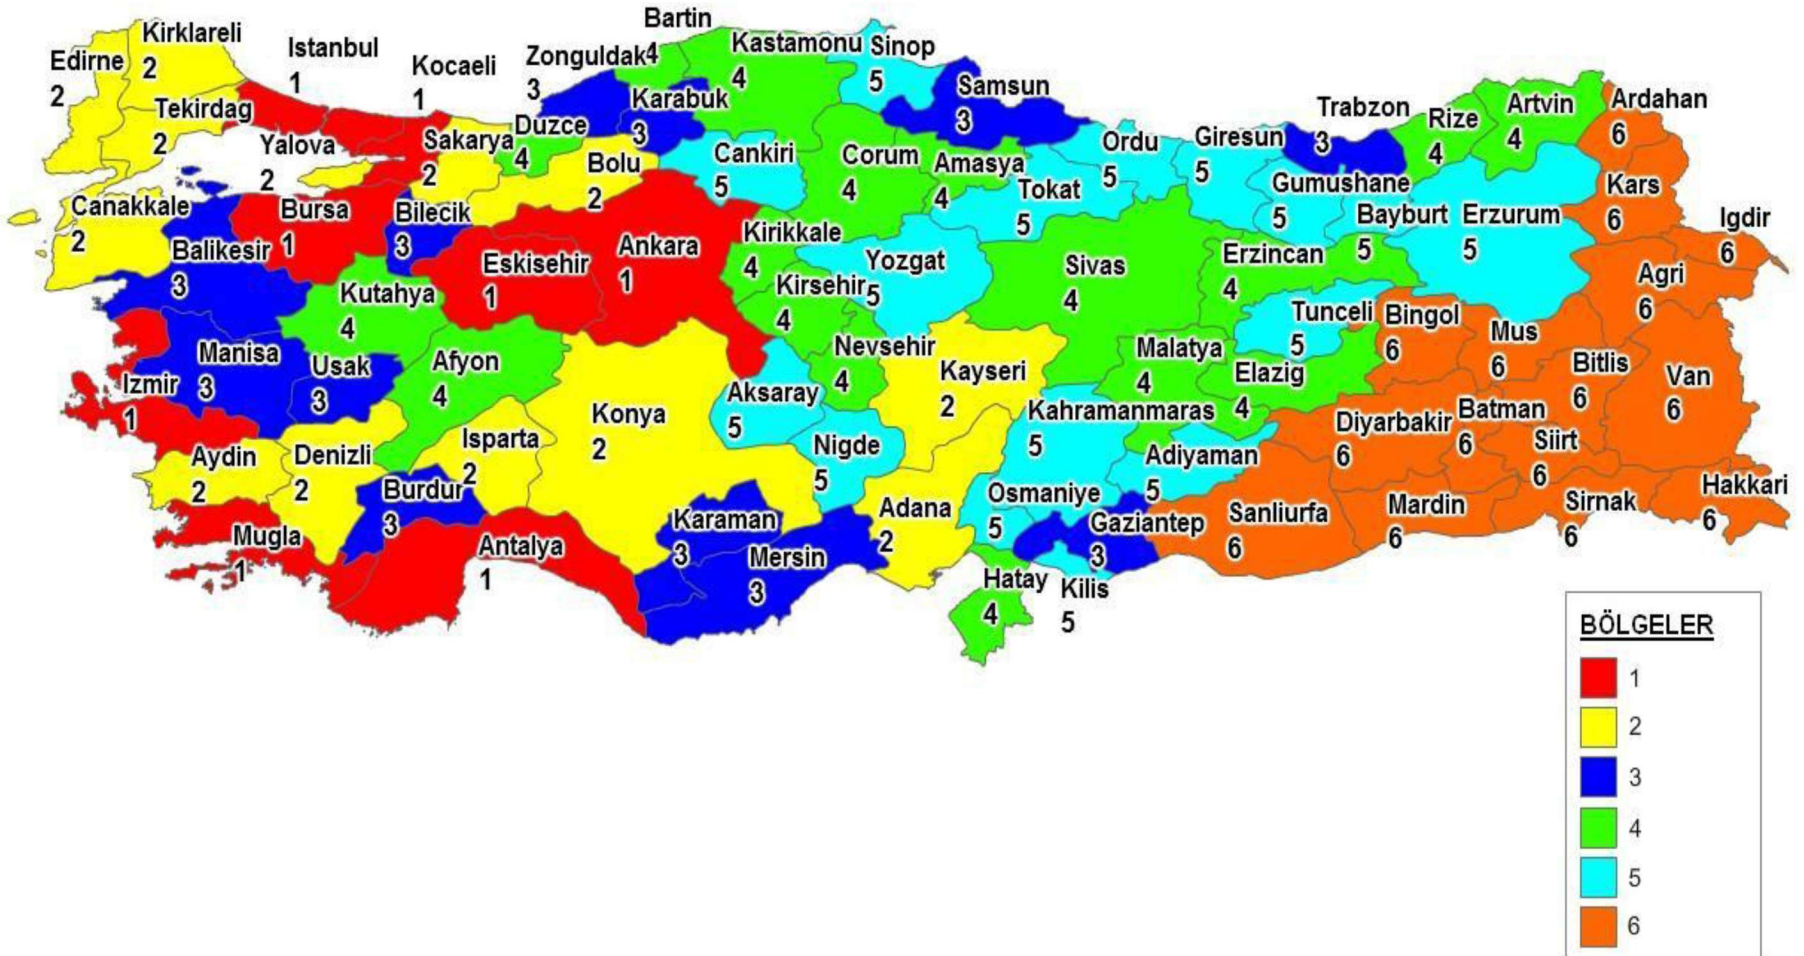 Bartin
4
Kirklareli
2
Istanbul
1
Edirne
2
Kocaeli
1
Zonguldak
3
Kastamonu
4
Sinop
5
Samsun
3
Karabuk
3
Tekirdag
2
Yalova
2
Sakarya
2
Duzce
4
Bolu
2
Cankiri
5
Corum
4
Amasya
4
Tokat
5
Ordu
5
Giresun
5
Trabzon
3
Rize
4
Artvin
4
Ardahan
6
Kars
6
Igdir
6
Gumushane
5
Bayburt
5
Erzurum
5
Canakkale
2
Balikesir
3
Bursa
1
Bilecik
3
Eskisehir
1
Ankara
1
Kirikkale
4
Kirsehir
4
Yozgat
5
Sivas
4
Erzincan
4
Tunceli
5
Bingol
6
Mus
6
Agri
6
Bitlis
6
Van
6
Kutahya
4
Manisa
3
Usak
3
Afyon
4
Izmir
1
Konya
2
Aksaray
5
Nevsehir
4
Kayseri
2
Malatya
4
Elazig
4
Kahramanmaras
5
Diyarbakir
6
Batman
6
Siirt
6
Aydin
2
Denizli
2
Isparta
2
Burdur
3
Nigde
5
Adana
2
Osmaniye
5
Adiyaman
5
Gaziantep
3
Sanliurfa
6
Mardin
6
Sirnak
6
Hakkari
6
Mugla
1
Antalya
1
Karaman
3
Mersin
3
Hatay
4
Kilis
5
BÖLGELER
1
2
3
4
5
6